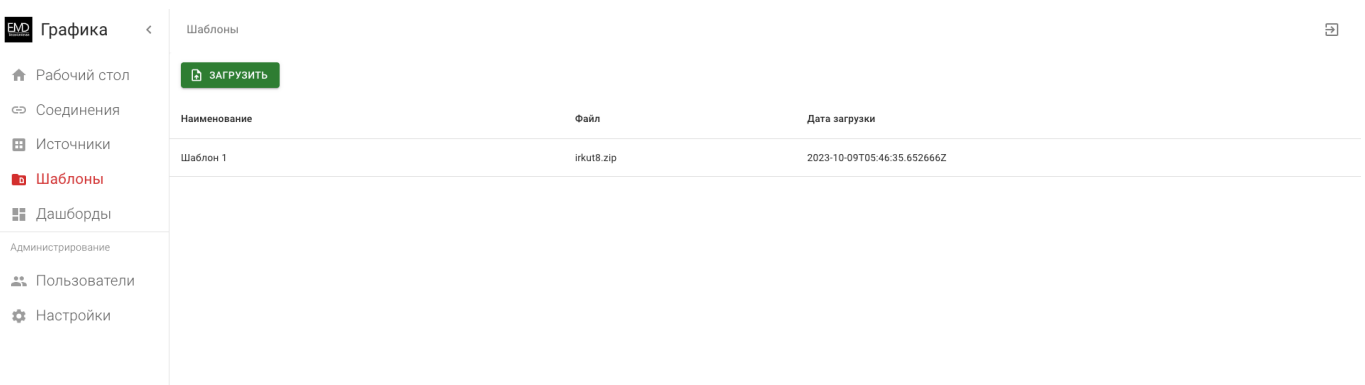 EMD Графика
Шаблоны
Рабочий стол
Соединения
Источники
Шаблоны
Дашборды
Администрирование
Пользователи
Настройки
ЗАГРУЗИТЬ
Наименование Файл Дата загрузки
Шаблон 1 irkut8.zip 2023-10-09T05:46:35.652666Z